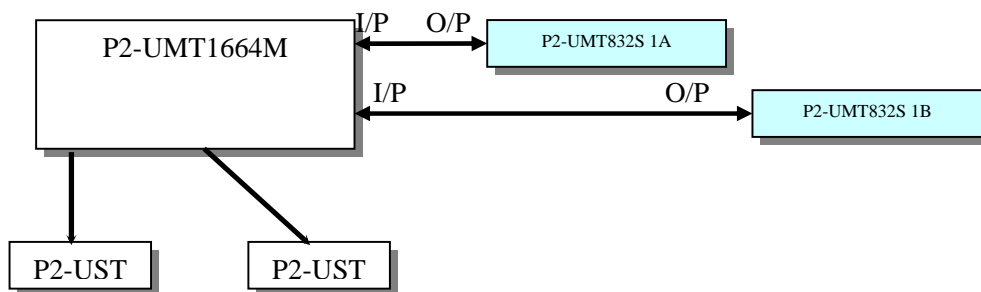 I/P O/P
P2-UMT1664M
P2-UMT832S 1A
I/P O/P
P2-UMT832S 1B
P2-UST P2-UST